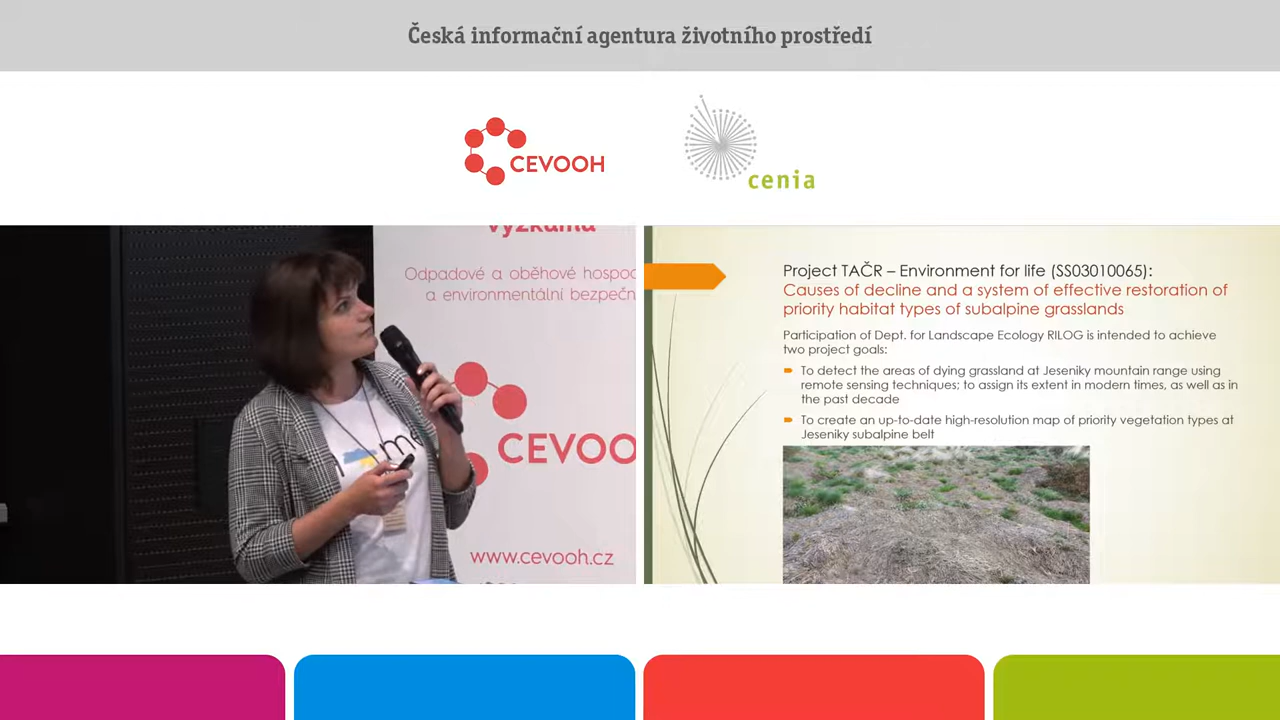 Česká informační agentura životního prostředí
CEVOOH
cenia
výzkumu
Odpadové a oběhové hospod
a environmentální bezpečn
CEVOO
www.cevooh.cz
Project TAČR – Environment for life (SS03010065):
Causes of decline and a system of effective restoration of
priority habitat types of subalpine grasslands
Participation of Dept. for Landscape Ecology RILOG is intended to achieve
two project goals:
To detect the areas of dying grassland at Jeseniky mountain range using
remote sensing techniques; to assign its extent in modern times, as well as in
the past decade
To create an up-to-date high-resolution map of priority vegetation types at
Jeseniky subalpine belt